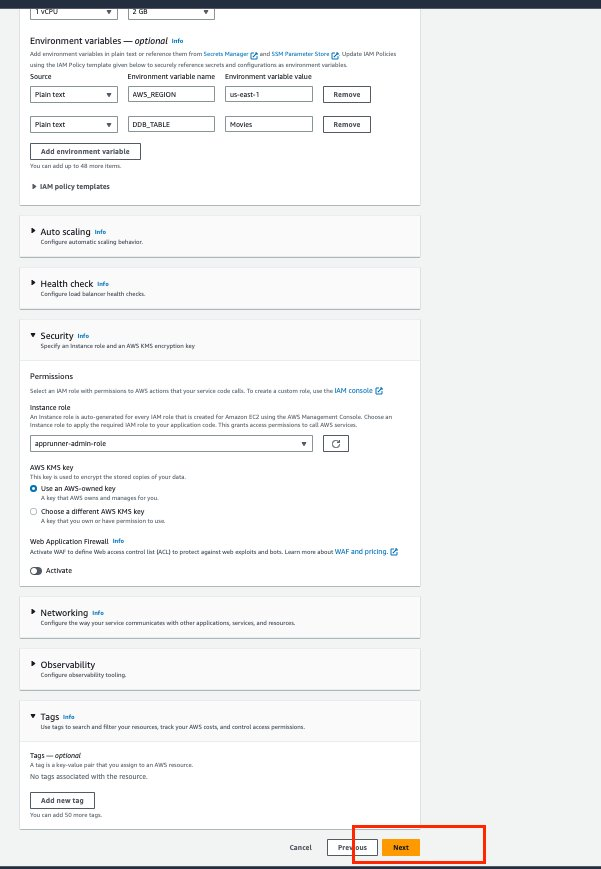 1 vCPU 2 GB
Environment variables — optional Info
Add environment variables in plain text or reference them from Secrets Manager and SSM Parameter Store. Update IAM Policies
using the IAM Policy template given below to securely reference secrets and configurations as environment variables.
Source Environment variable name Environment variable value
Plain text AWS_REGION us-east-1 Remove
Plain text DDB_TABLE Movies Remove
Add environment variable
You can add up to 48 more items.
IAM policy templates
Auto scaling Info
Configure automatic scaling behavior.
Health check Info
Configure load balancer health checks.
Security Info
Specify an Instance role and an AWS KMS encryption key
Permissions
Select an IAM role with permissions to AWS actions that your service code calls. To create a custom role, use the IAM console
Instance role
An Instance role is auto-generated for every IAM role that is created for Amazon EC2 using the AWS Management Console. Choose an
Instance role to apply the required IAM role to your application code. This grants access permissions to call AWS services.
apprunner-admin-role
AWS KMS key
This key is used to encrypt the stored copies of your data.
Use an AWS-owned key
A key that AWS owns and manages for you.
Choose a different AWS KMS key
A key that you own or have permission to use.
Web Application Firewall Info
Activate WAF to define Web access control list (ACL) to protect against web exploits and bots. Learn more about WAF and pricing.
Activate
Networking Info
Configure the way your service communicates with other applications, services, and resources.
Observability
Configure observability tooling.
Tags Info
Use tags to search and filter your resources, track your AWS costs, and control access permissions.
Tags — optional
A tag is a key-value pair that you assign to an AWS resource.
No tags associated with the resource.
Add new tag
You can add 50 more tags.
Cancel Previous Next